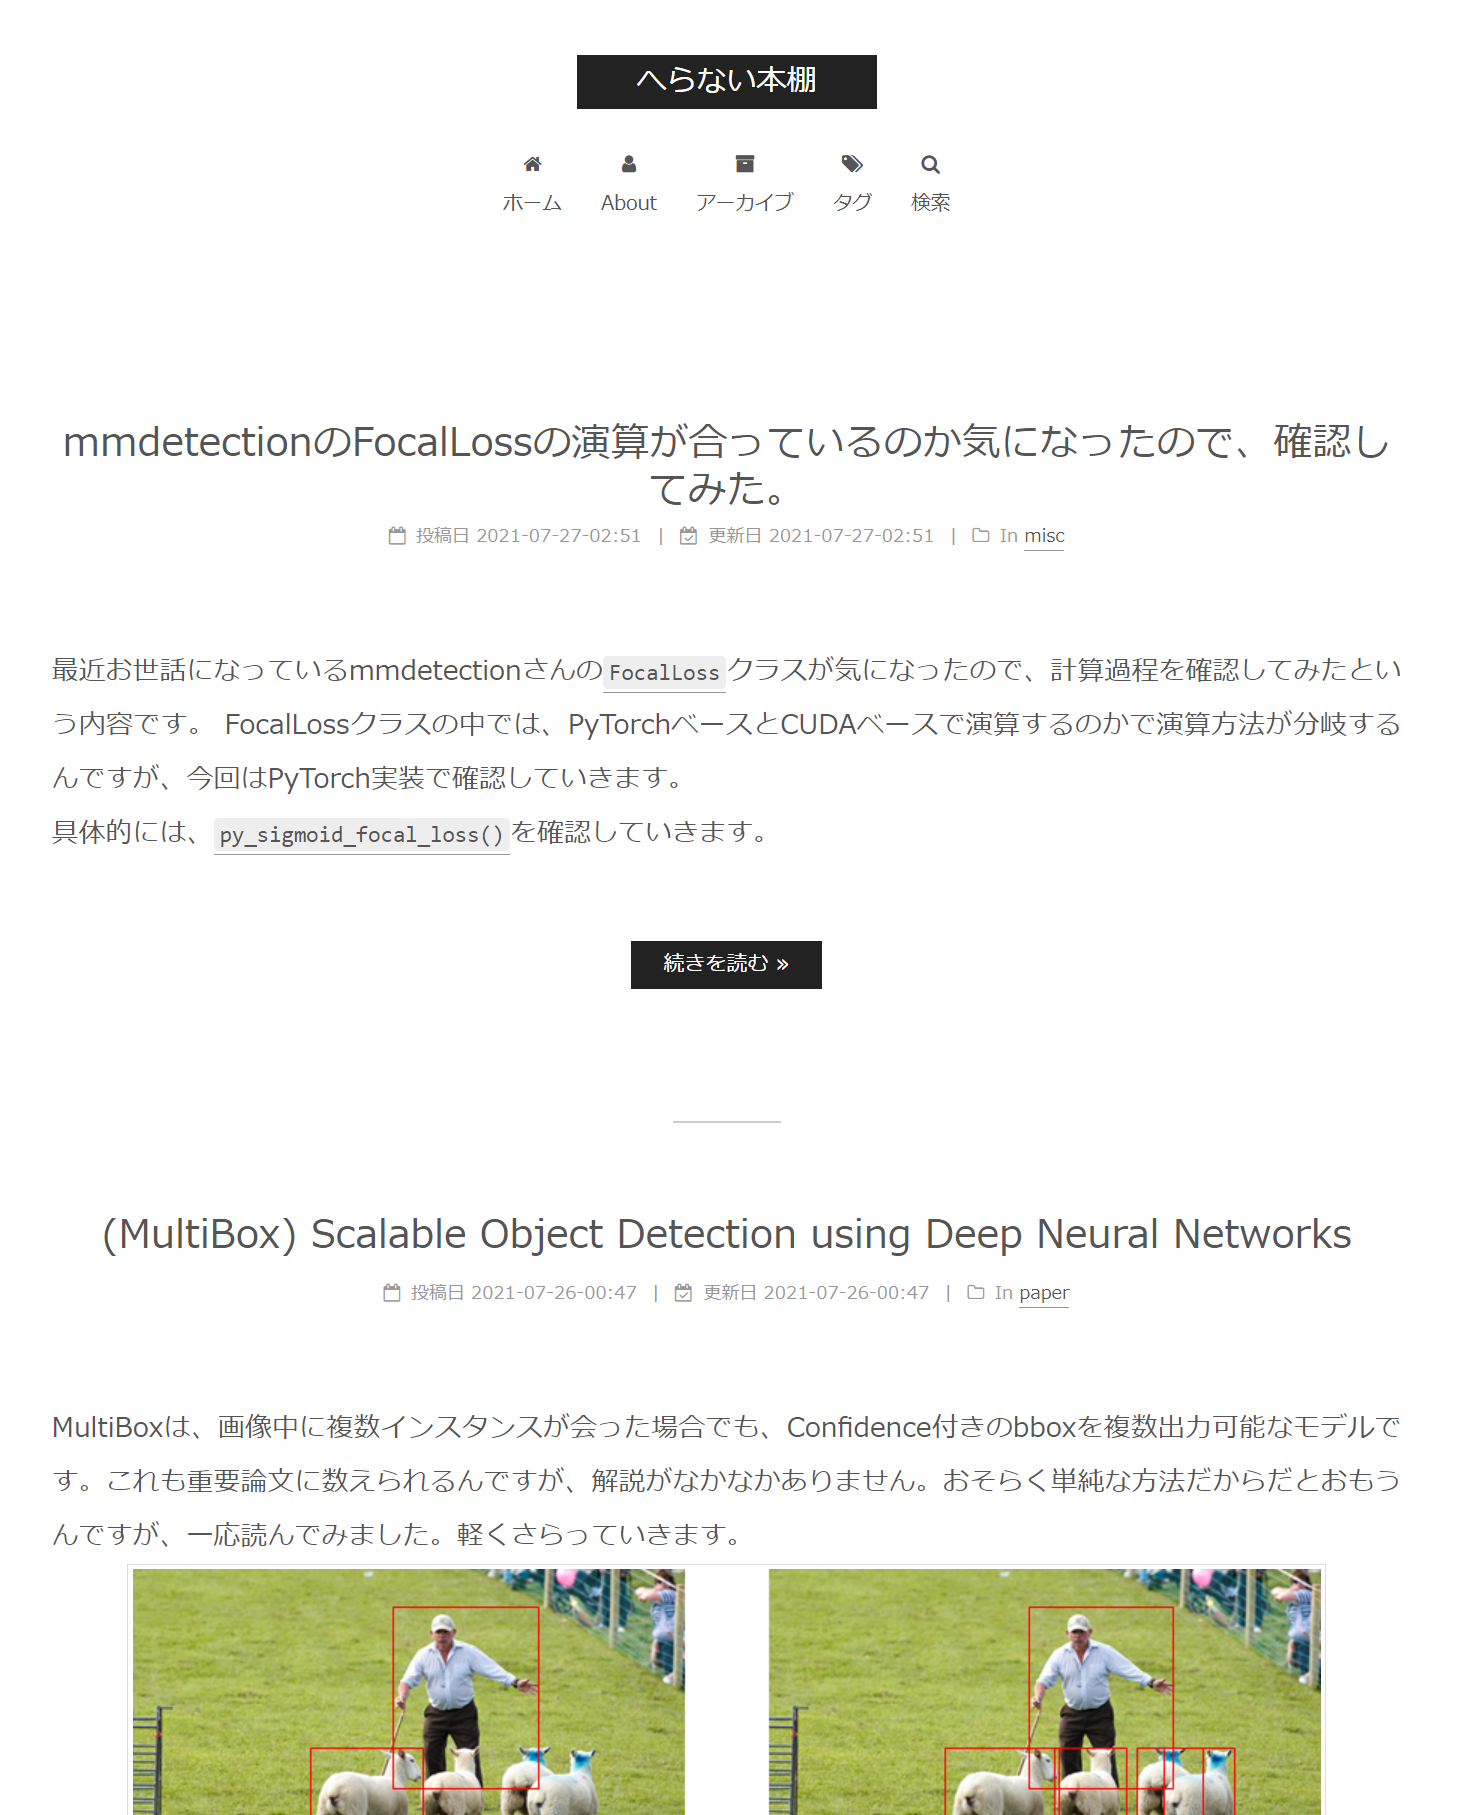 へらない本棚
ホーム About アーカイブ タグ 検索
mmdetectionのFocalLossの演算が合っているのか気になったので、確認し
てみた。
投稿日 2021-07-27-02:51 | 更新日 2021-07-27-02:51 | In misc
最近お世話になっているmmdetectionさんのFocalLossクラスが気になったので、計算過程を確認してみたとい
う内容です。 FocalLossクラスの中では、PyTorchベースとCUDAベースで演算するのかで演算方法が分岐する
んですが、今回はPyTorch実装で確認していきます。
具体的には、py_sigmoid_focal_loss()を確認していきます。
続きを読む »
(MultiBox) Scalable Object Detection using Deep Neural Networks
投稿日 2021-07-26-00:47 | 更新日 2021-07-26-00:47 | In paper
MultiBoxは、画像中に複数インスタンスが会った場合でも、Confidence付きのbboxを複数出力可能なモデルで
す。これも重要論文に数えられるんですが、解説がなかなかありません。おそらく単純な方法だからだとおもう
んですが、一応読んでみました。軽くさらっていきます。